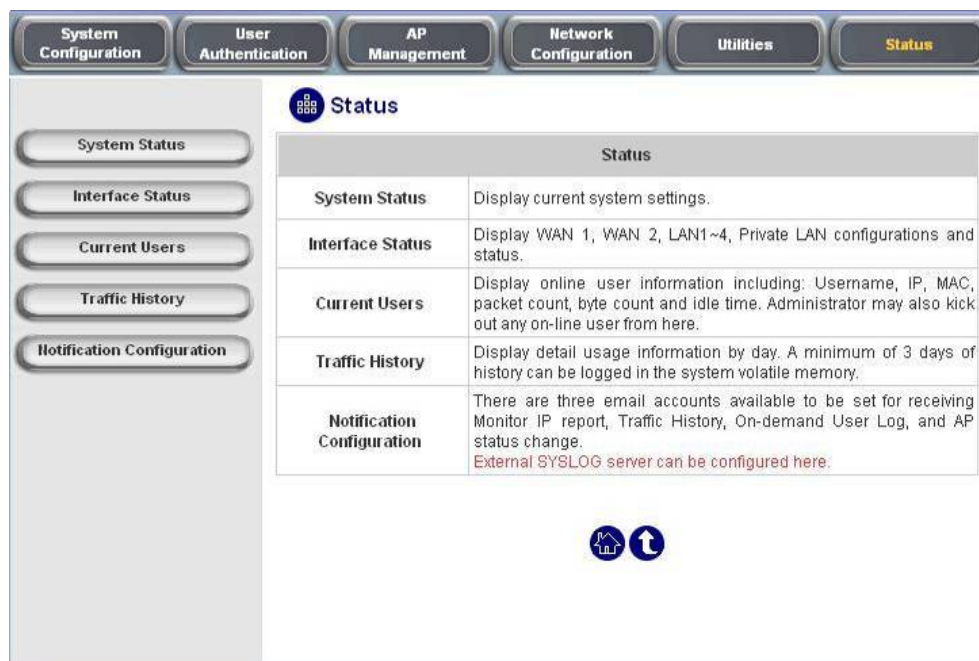 System
Configuration
User
Authentication
AP
Management
Network
Configuration
Utilities
Status
System Status
Interface Status
Current Users
Traffic History
Notification Configuration
Status
Status
System Status
Display current system settings.
Interface Status
Display WAN 1, WAN 2, LAN1~4, Private LAN configurations and
status.
Current Users
Display online user information including: Username, IP, MAC,
packet count, byte count and idle time. Administrator may also kick
out any on-line user from here.
Traffic History
Display detail usage information by day. A minimum of 3 days of
history can be logged in the system volatile memory.
Notification
Configuration
There are three email accounts available to be set for receiving
Monitor IP report, Traffic History, On-demand User Log, and AP
status change.
External SYSLOG server can be configured here.